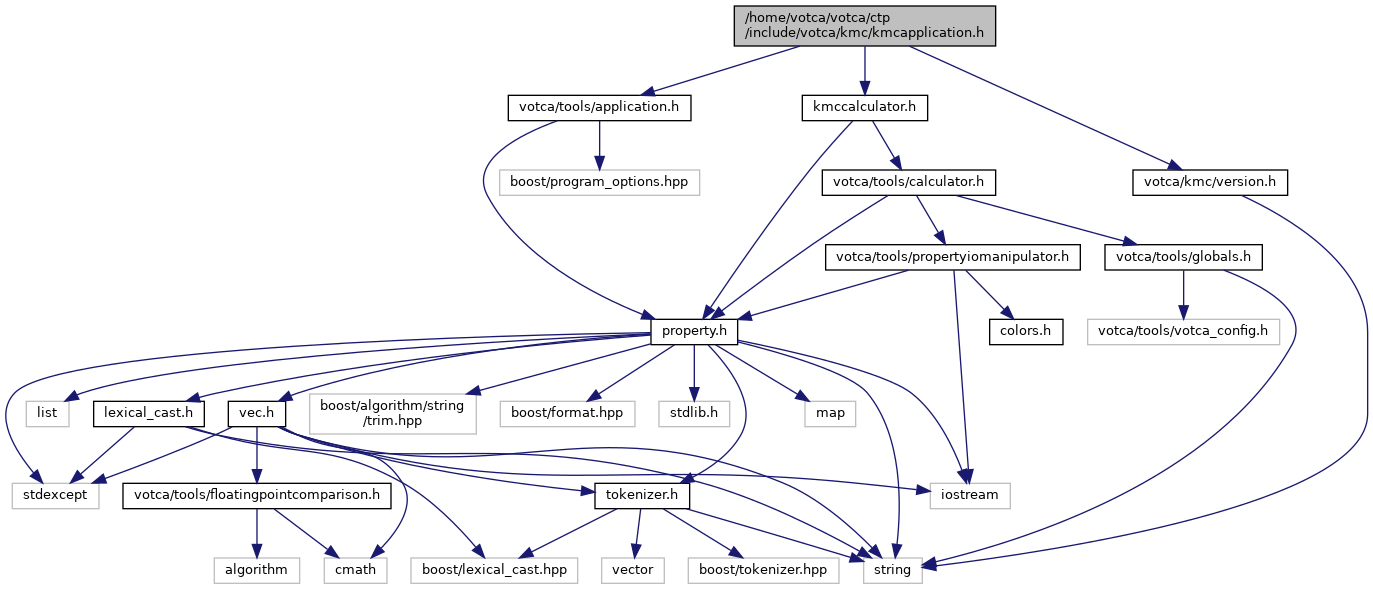 /home/votca/votca/ctp
/include/votca/kmc/kmcapplication.h
votca/tools/application.h
kmccalculator.h
boost/program_options.hpp
votca/tools/calculator.h
votca/kmc/version.h
votca/tools/propertyiomanipulator.h
votca/tools/globals.h
property.h
colors.h
votca/tools/votca_config.h
list
lexical_cast.h
vec.h
boost/algorithm/string
/trim.hpp
boost/format.hpp
stdlib.h
map
stdexcept
votca/tools/floatingpointcomparison.h
tokenizer.h
iostream
algorithm
cmath
boost/lexical_cast.hpp
vector
boost/tokenizer.hpp
string